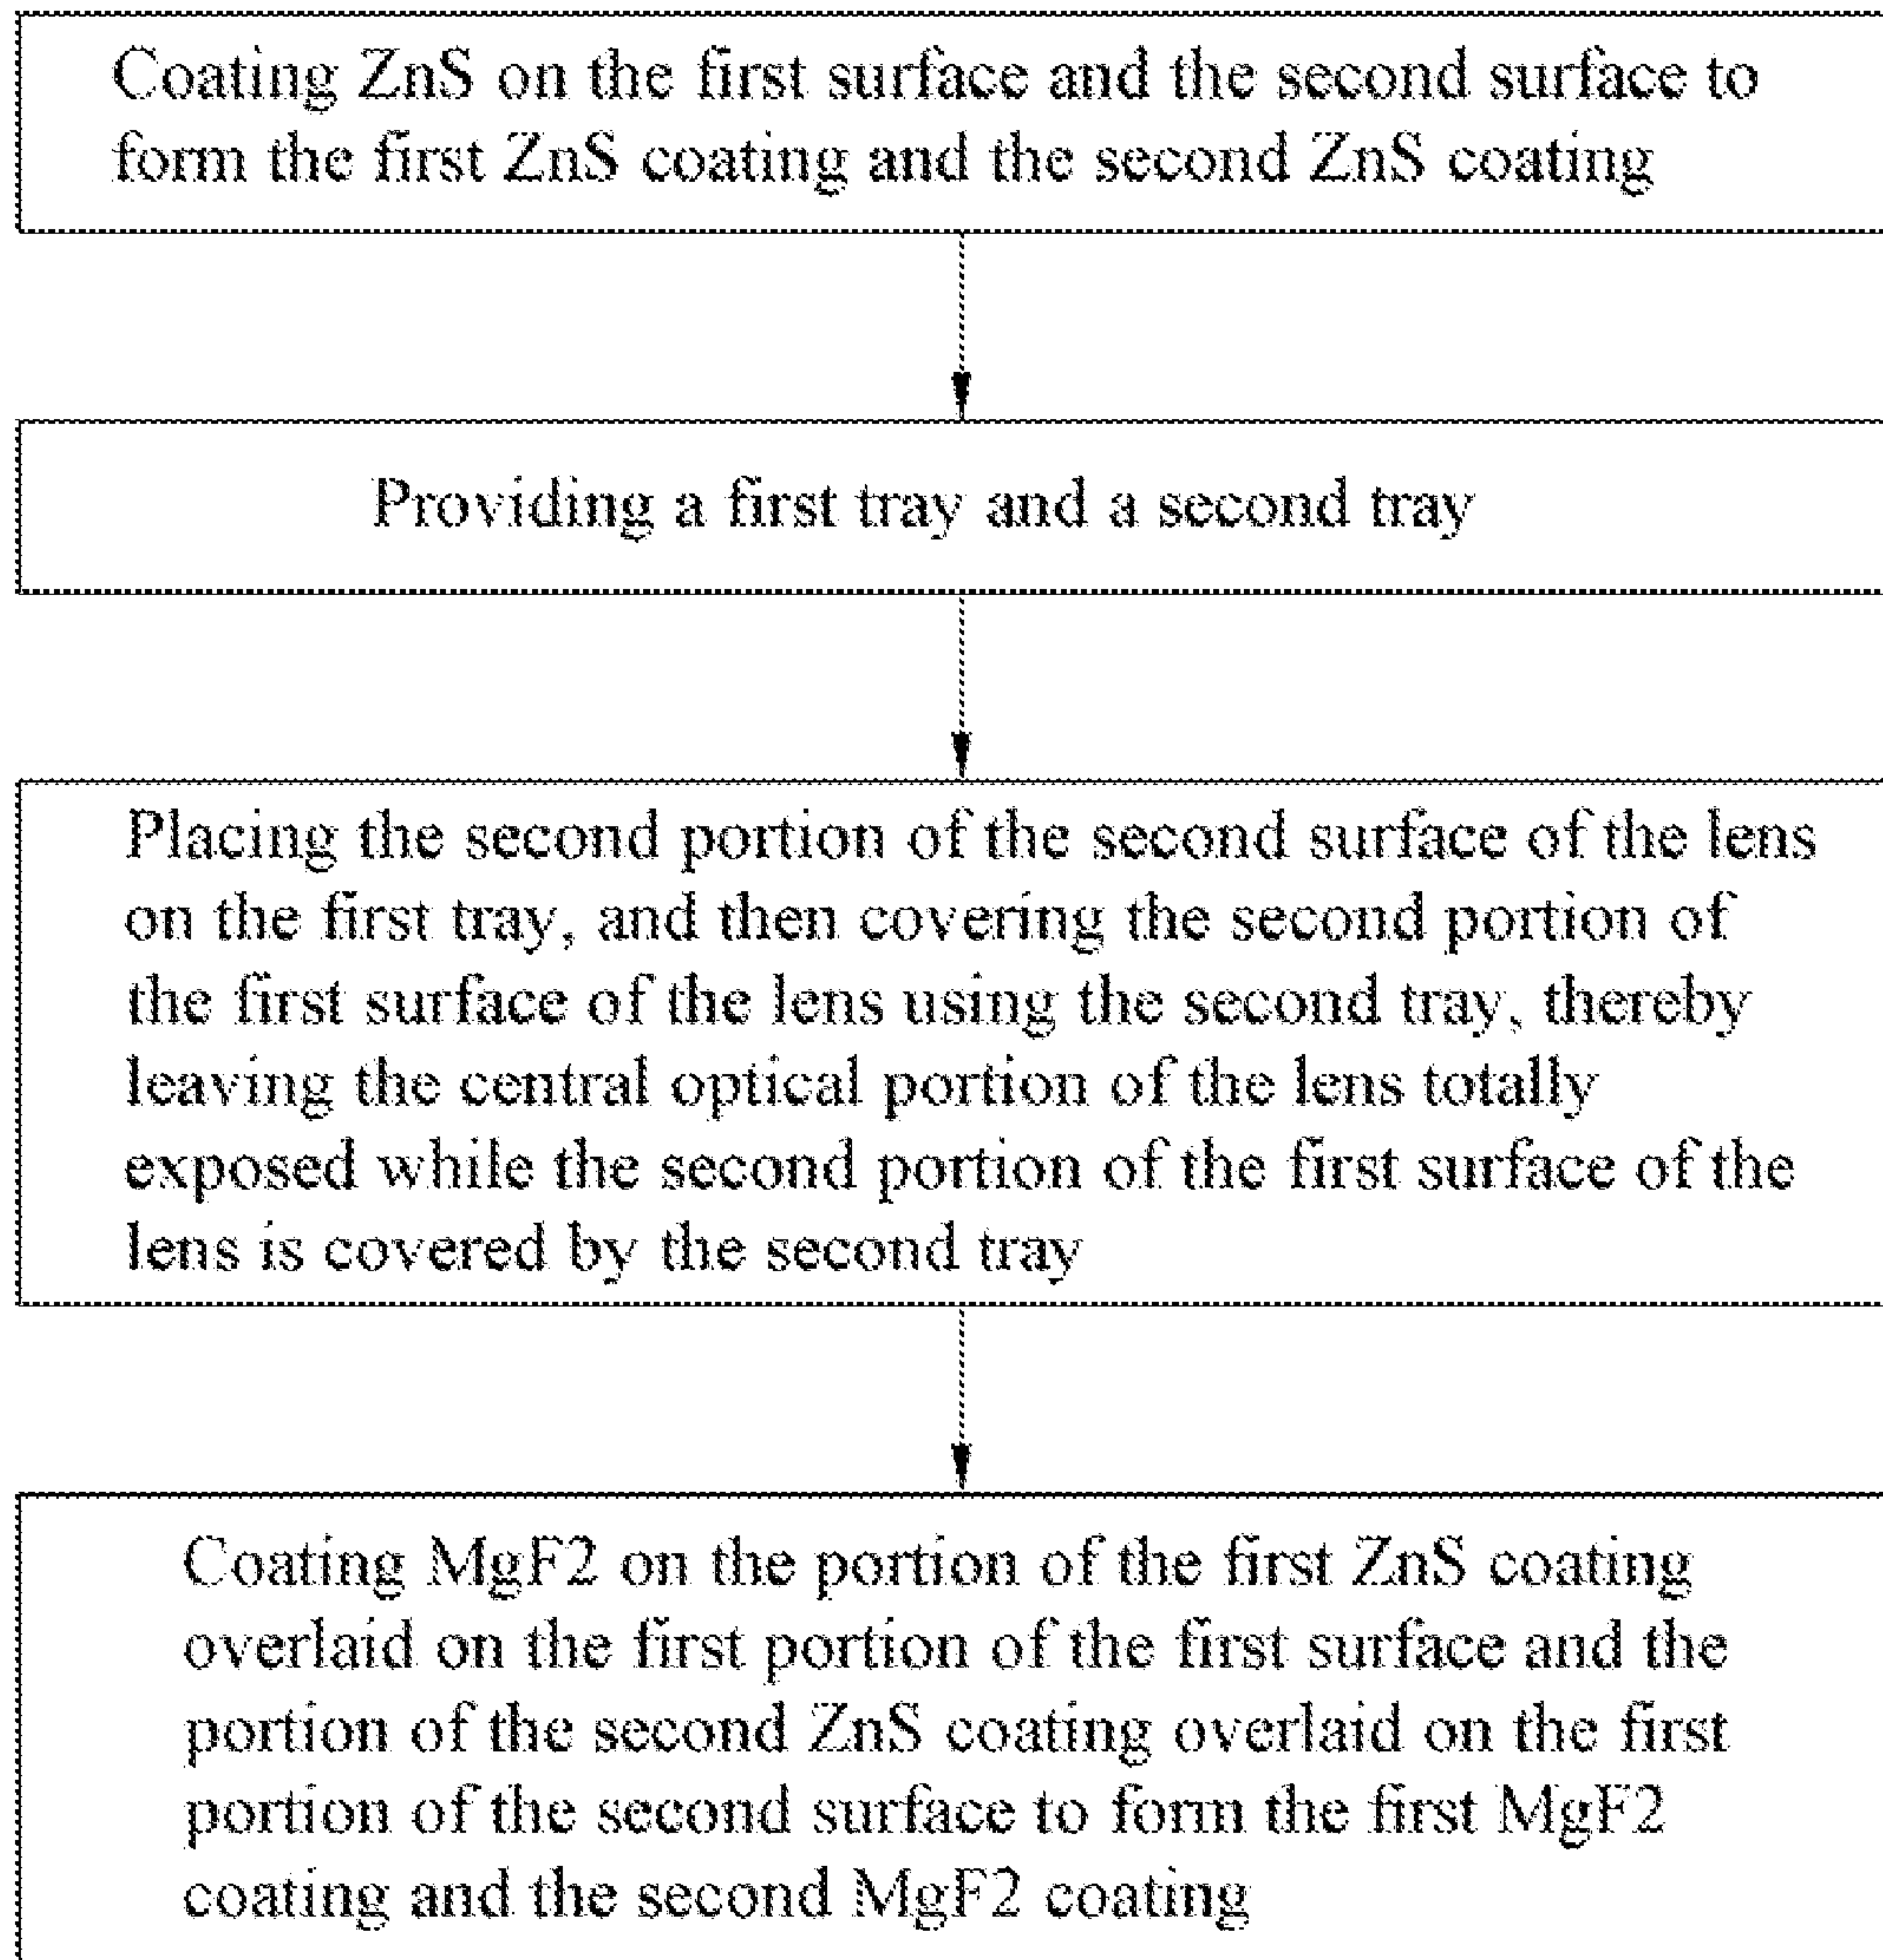 Coating ZnS on the first surface and the second surface to
form the first ZnS coating and the second ZnS coating
Providing a first tray and a second tray
Placing the second portion of the second surface of the lens
on the first tray, and then covering the second portion of
the first surface of the lens using the second tray, thereby
leaving the central optical portion of the lens totally
exposed while the second portion of the first surface of the
lens is covered by the second tray
Coating MgF2 on the portion of the first ZnS coating
overlaid on the first portion of the first surface and the
portion of the second ZnS coating overlaid on the first
portion of the second surface to form the first MgF2
coating and the second MgF2 coating